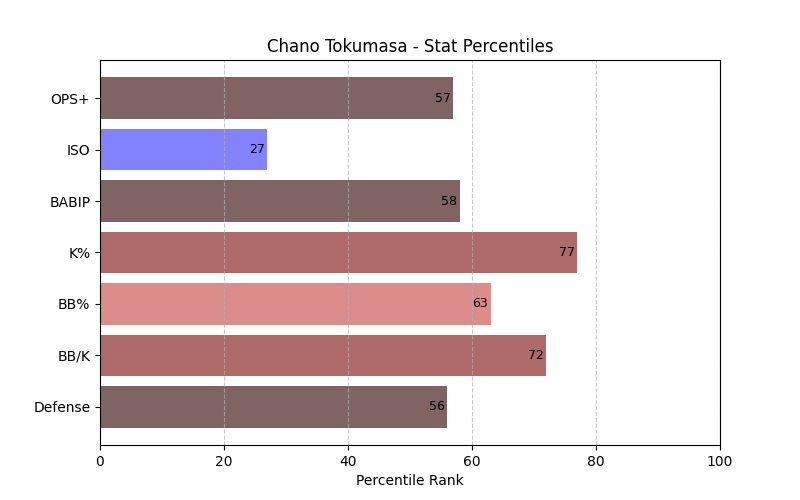 Chano Tokumasa - Stat Percentiles
OPS+ 57
ISO 27
BABIP 58
K% 77
BB% 63
BB/K 72
Defense 56
0 20 40 60 80 100
Percentile Rank